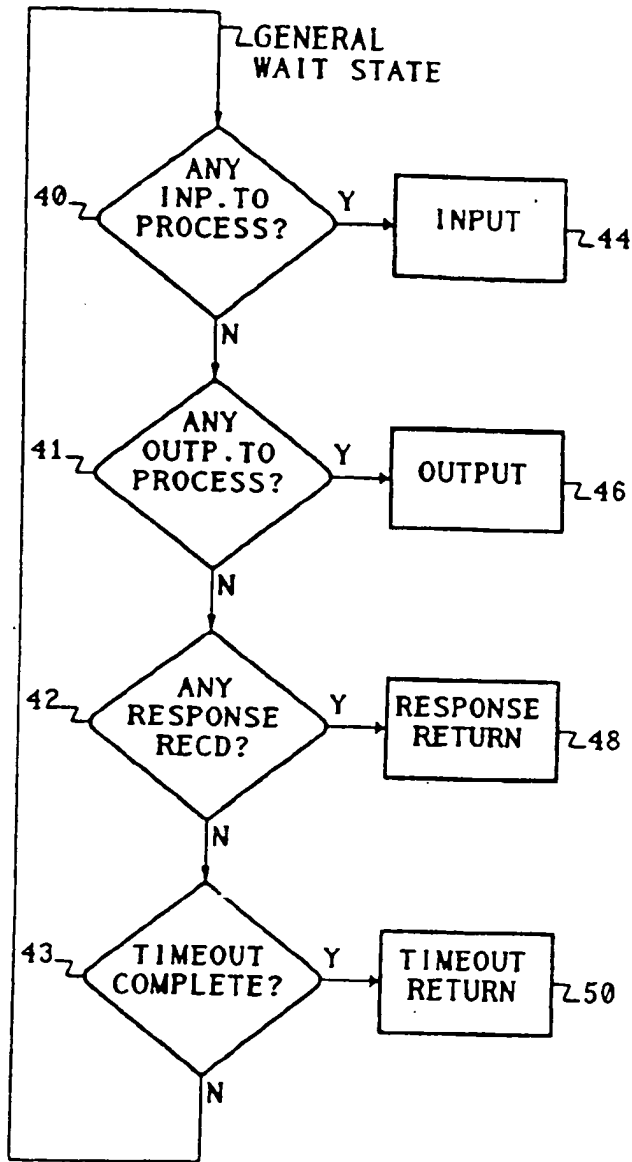 GENERAL
WAIT STATE
ANY
INP.TO
PROCESS?
40
Y
INPUT
44
N
ANY
OUTP.TO
PROCESS?
41
Y
OUTPUT
46
N
ANY
RESPONSE
RECD?
42
Y
RESPONSE
RETURN
48
N
TIMEOUT
COMPLETE?
43
Y
TIMEOUT
RETURN
50
N